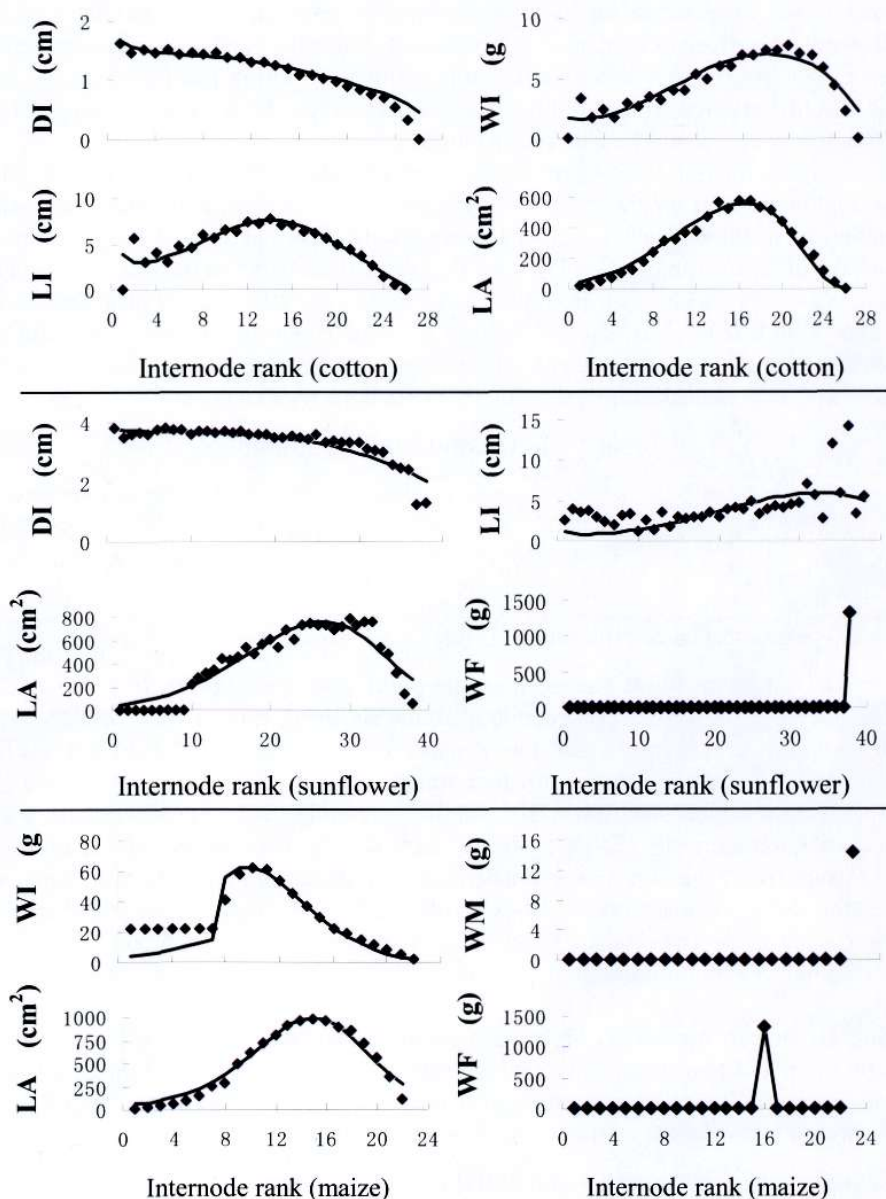 DI (cm)
2
1
0
WI (g
10
5
0
LI (cm)
10
5
0
0 4 8 12 16 20 24 28
LA (cm²)
600
400
200
0
0 4 8 12 16 20 24 28
Internode rank (cotton)
Internode rank (cotton)
DI (cm)
4
2
0
LI (cm)
15
10
5
0
LA (cm²)
800
600
400
200
0
0 10 20 30 40
WF (g)
1500
1000
500
0
0 10 20 30 40
Internode rank (sunflower)
Internode rank (sunflower)
WI (g
80
60
40
20
0
WM (g)
16
12
8
4
0
LA (cm²)
1000
750
500
250
0
0 4 8 12 16 20 24
WF (g)
1500
1000
500
0
0 4 8 12 16 20 24
Internode rank (maize)
Internode rank (maize)